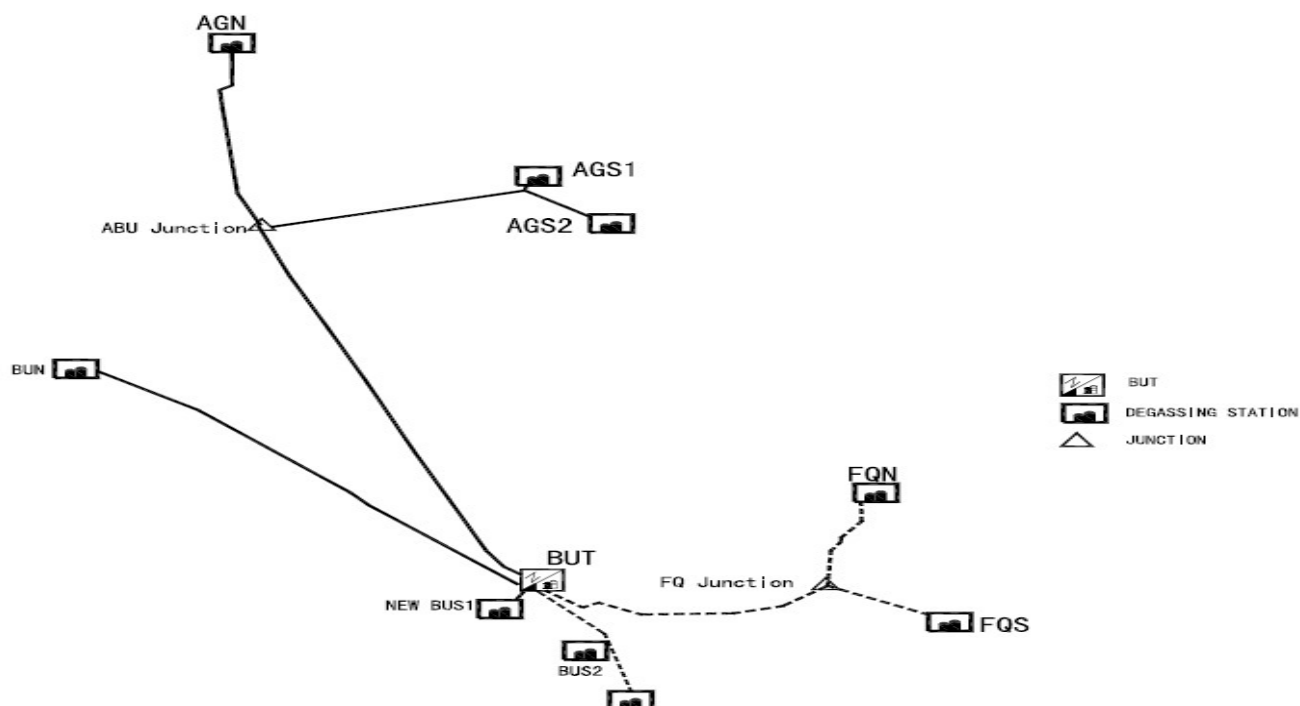 AGN
AGS1
ABU Junction
AGS2
BUN
BUT
DEGASSING STATION
JUNCTION
FQN
BUT
FQ Junction
NEW BUS1
FQS
BUS2